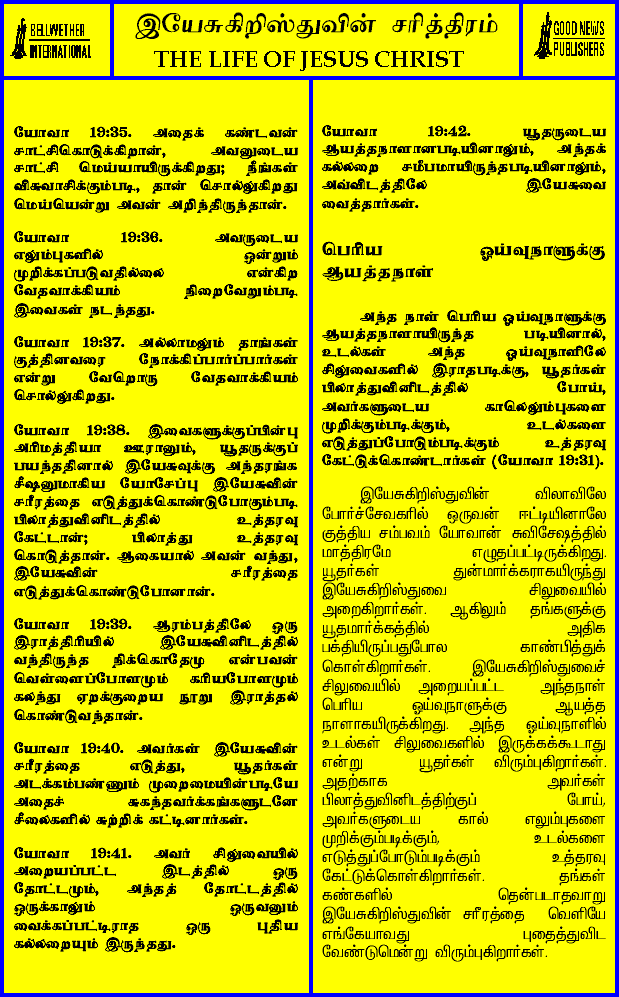 BELLWETHER
INTERNATIONAL
இயேசுகிறிஸ்துவின் சரித்திரம்
THE LIFE OF JESUS CHRIST
GOOD NEWS
PUBLISHERS
யோவா 19:35. அதைக் கண்டவன்
சாட்சிகொடுக்கிறான், அவனுடைய
சாட்சி மெய்யாயிருக்கிறது; நீங்கள்
விசுவாசிக்கும்படி, தான் சொல்லுகிறது
மெய்யென்று அவன் அறிந்திருந்தான்.
யோவா 19:36. அவருடைய
எலும்புகளில் ஒன்றும்
முறிக்கப்படுவதில்லை என்கிற
வேதவாக்கியம் நிறைவேறும்படி
இவைகள் நடந்தது.
யோவா 19:37. அல்லாமலும் தாங்கள்
குத்தினவரை நோக்கிப்பார்ப்பார்கள்
என்று வேறொரு வேதவாக்கியம்
சொல்லுகிறது.
யோவா 19:38. இவைகளுக்குப்பின்பு
அரிமத்தியா ஊரானும், யூதருக்குப்
பயந்ததினால் இயேசுவுக்கு அந்தரங்க
சீஷனுமாகிய யோசேப்பு இயேசுவின்
சரீரத்தை எடுத்துக்கொண்டுபோகும்படி
பிலாத்துவினிடத்தில் உத்தரவு
கேட்டான்; பிலாத்து உத்தரவு
கொடுத்தான். ஆகையால் அவன் வந்து,
இயேசுவின் சரீரத்தை
எடுத்துக்கொண்டுபோனான்.
யோவா 19:39. ஆரம்பத்திலே ஒரு
இராத்திரியில் இயேசுவினிடத்தில்
வந்திருந்த நிக்கொதேமு என்பவன்
வெள்ளைப்போளமும் கரியபோளமும்
கலந்து ஏறக்குறைய நூறு இராத்தல்
கொண்டுவந்தான்.
யோவா 19:40. அவர்கள் இயேசுவின்
சரீரத்தை எடுத்து, யூதர்கள்
அடக்கம்பண்ணும் முறைமையின்படியே
அதைச் சுகந்தவர்க்கங்களுடனே
சீலைகளில் சுற்றிக் கட்டினார்கள்.
யோவா 19:41. அவர் சிலுவையில்
அறையப்பட்ட இடத்தில் ஒரு
தோட்டமும், அந்தத் தோட்டத்தில்
ஒருக்காலும் ஒருவனும்
வைக்கப்பட்டிராத ஒரு புதிய
கல்லறையும் இருந்தது.
யோவா 19:42. யூதருடைய
ஆயத்தநாளானபடியினாலும், அந்தக்
கல்லறை சமீபமாயிருந்தபடியினாலும்,
அவ்விடத்திலே இயேசுவை
வைத்தார்கள்.
பெரிய ஓய்வுநாளுக்கு
ஆயத்தநாள்
அந்த நாள் பெரிய ஓய்வுநாளுக்கு
ஆயத்தநாளாயிருந்த படியினால்,
உடல்கள் அந்த ஓய்வுநாளிலே
சிலுவைகளில் இராதபடிக்கு, யூதர்கள்
பிலாத்துவினிடத்தில் போய்,
அவர்களுடைய காலெலும்புகளை
முறிக்கும்படிக்கும், உடல்களை
எடுத்துப்போடும்படிக்கும் உத்தரவு
கேட்டுக்கொண்டார்கள் (யோவா 19:31).
இயேசுகிறிஸ்துவின் விலாவிலே
போர்ச்சேவகரில் ஒருவன் ஈட்டியினாலே
குத்திய சம்பவம் யோவான் சுவிசேஷத்தில்
மாத்திரமே எழுதப்பட்டிருக்கிறது.
யூதர்கள் துன்மார்க்கராகயிருந்து
இயேசுகிறிஸ்துவை சிலுவையில்
அறைகிறார்கள். ஆகிலும் தங்களுக்கு
யூதமார்க்கத்தில் அதிக
பக்தியிருப்பதுபோல காண்பித்துக்
கொள்கிறார்கள். இயேசுகிறிஸ்துவைச்
சிலுவையில் அறையப்பட்ட அந்தநாள்
பெரிய ஓய்வுநாளுக்கு ஆயத்த
நாளாகயிருக்கிறது. அந்த ஓய்வுநாளில்
உடல்கள் சிலுவைகளில் இருக்கக்கூடாது
என்று யூதர்கள் விரும்புகிறார்கள்.
அதற்காக அவர்கள்
பிலாத்துவினிடத்திற்குப் போய்,
அவர்களுடைய கால் எலும்புகளை
முறிக்கும்படிக்கும், உடல்களை
எடுத்துப்போடும்படிக்கும் உத்தரவு
கேட்டுக்கொள்கிறார்கள். தங்கள்
கண்களில் தென்படாதவாறு
இயேசுகிறிஸ்துவின் சரீரத்தை வெளியே
எங்கேயாவது புதைத்துவிட
வேண்டுமென்று விரும்புகிறார்கள்.